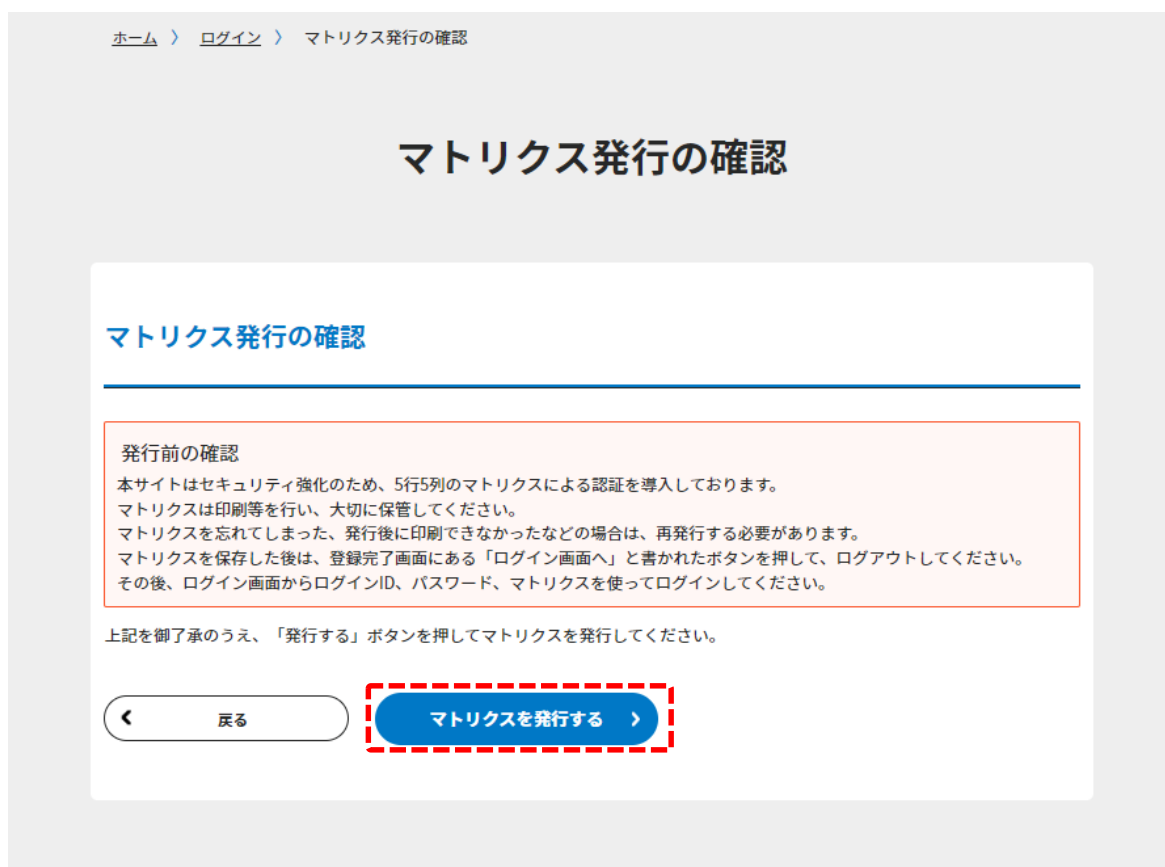 ホーム 〉 ログイン 〉 マトリクス発行の確認
マトリクス発行の確認
マトリクス発行の確認
発行前の確認
本サイトはセキュリティ強化のため、5行5列のマトリクスによる認証を導入しております。
マトリクスは印刷等を行い、大切に保管してください。
マトリクスを忘れてしまった、発行後に印刷できなかったなどの場合は、再発行する必要があります。
マトリクスを保存した後は、登録完了画面にある「ログイン画面へ」と書かれたボタンを押して、ログアウトしてください。
その後、ログイン画面からログインID、パスワード、マトリクスを使ってログインしてください。
上記を御了承のうえ、「発行する」ボタンを押してマトリクスを発行してください。
戻る
マトリクスを発行する